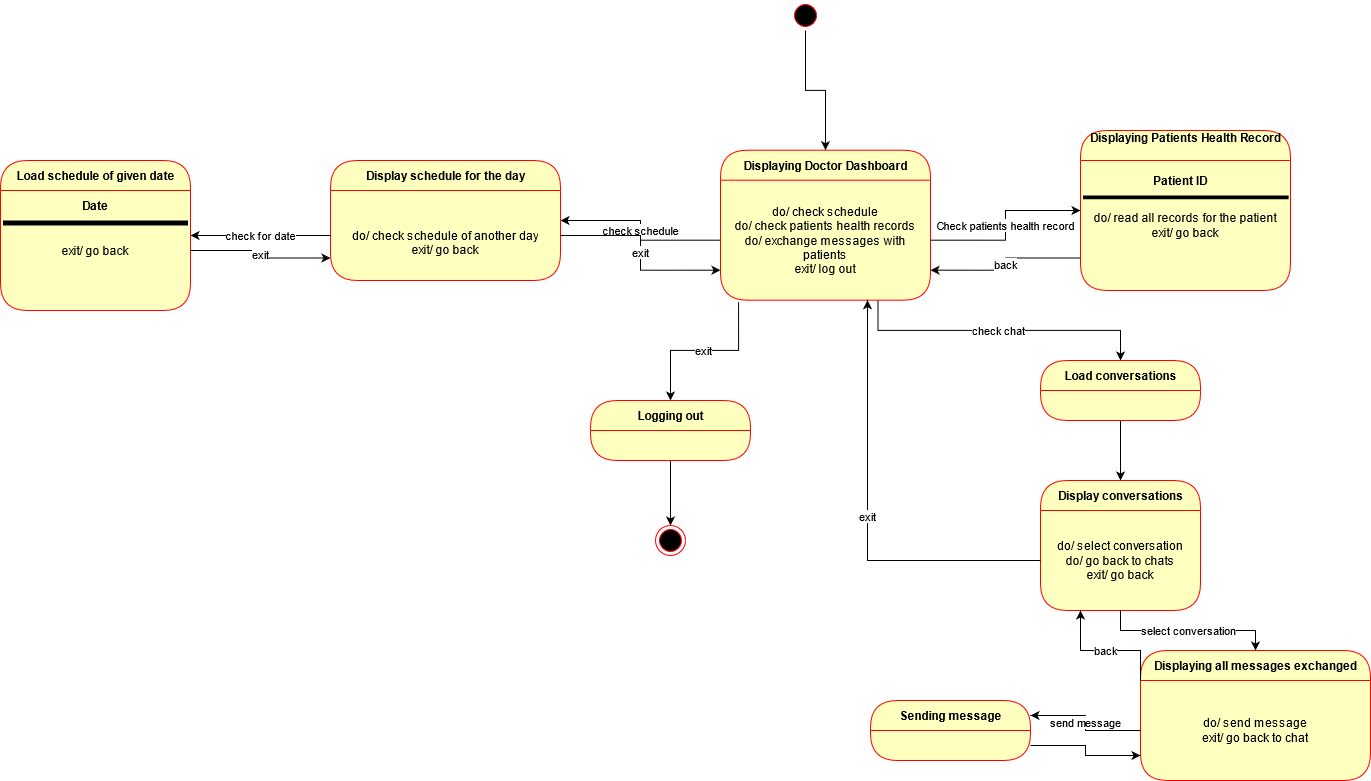 Displaying Patients Health Record
Patient ID
do/ read all records for the patient
exit/ go back
Displaying Doctor Dashboard
do/ check schedule
do/ check patients health records
do/ exchange messages with
patients
exit/ log out
Load schedule of given date
Date
exit/ go back
Display schedule for the day
do/ check schedule of another day
exit/ go back
check for date
exit
check schedule
exit
Check patients health record
back
check chat
exit
Load conversations
Logging out
Display conversations
do/ select conversation
do/ go back to chats
exit/ go back
exit
select conversation
back
Displaying all messages exchanged
do/ send message
exit/ go back to chat
Sending message
send message